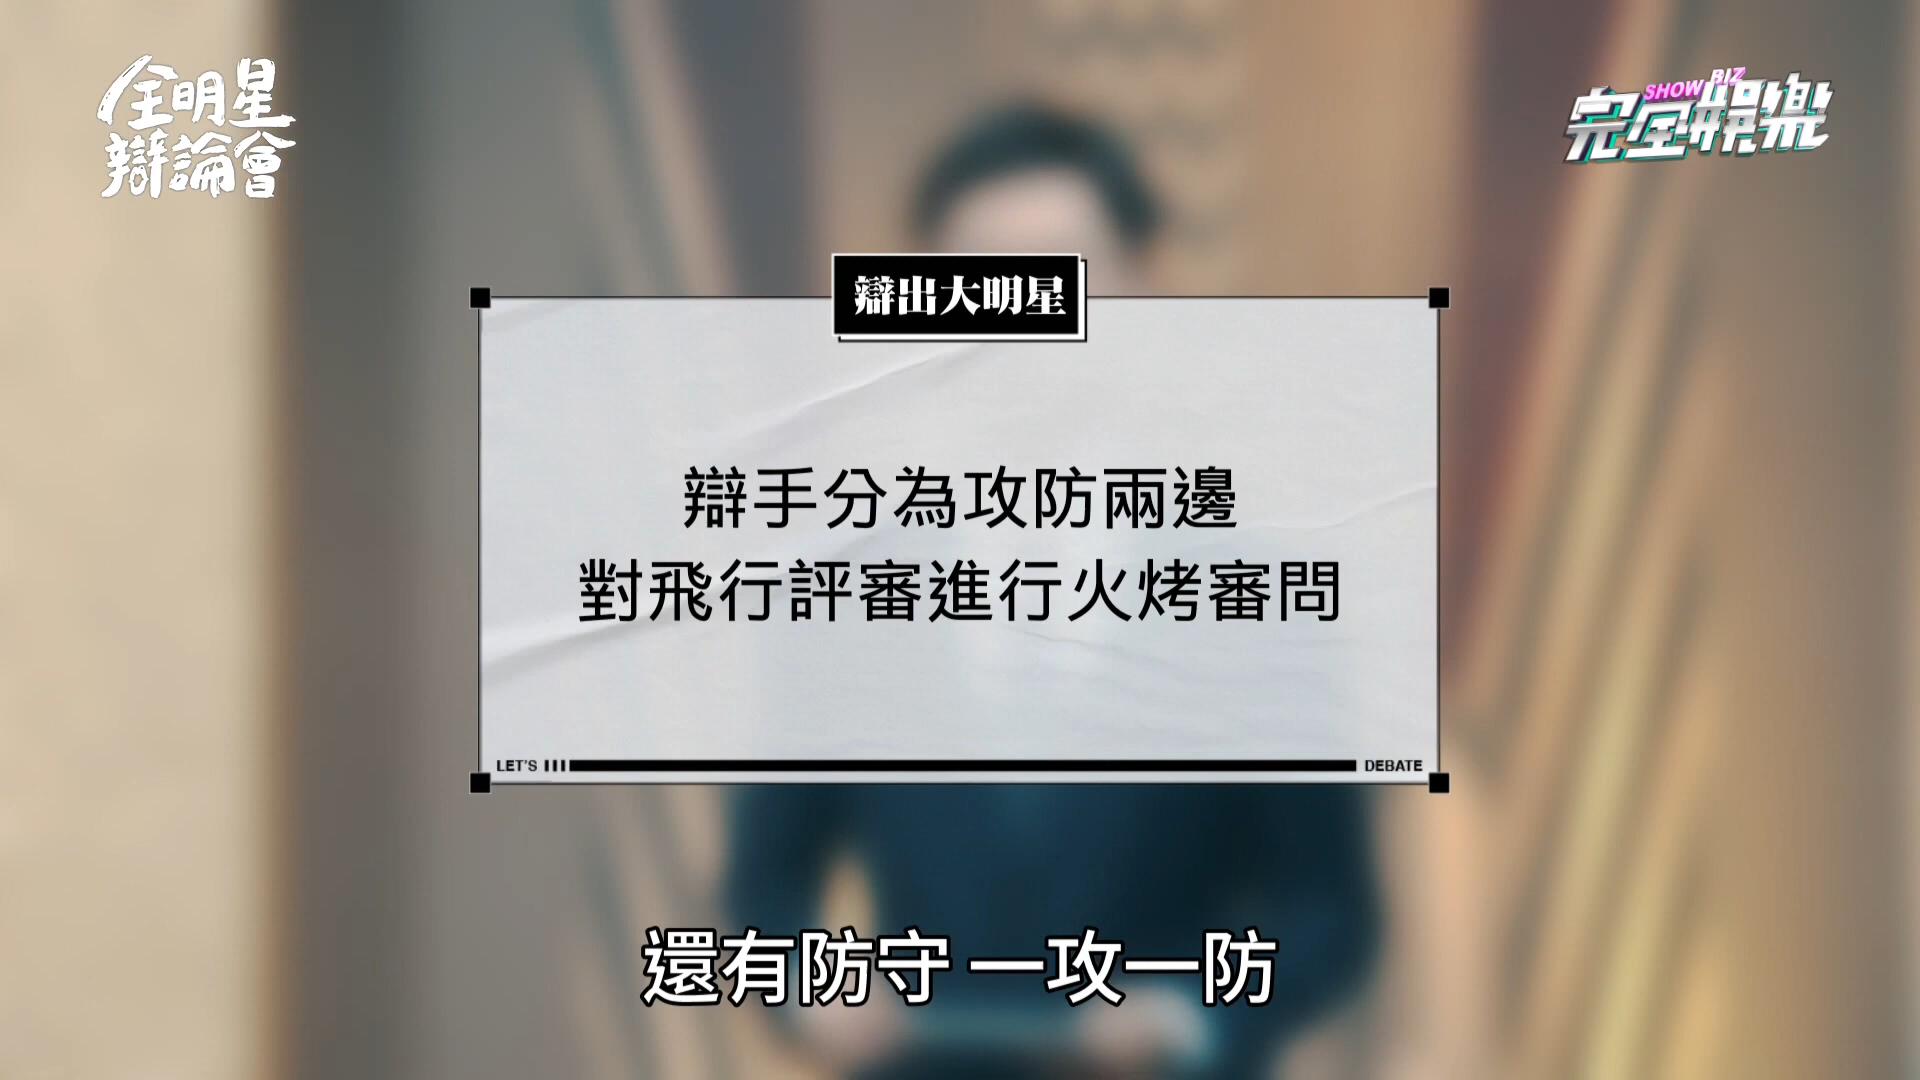 全明星
辯論會
SHOW BIZ
完全娛樂
辯出大明星
辯手分為攻防兩邊
對飛行評審進行火烤審問
LET'S
DEBATE
還有防守 一攻一防